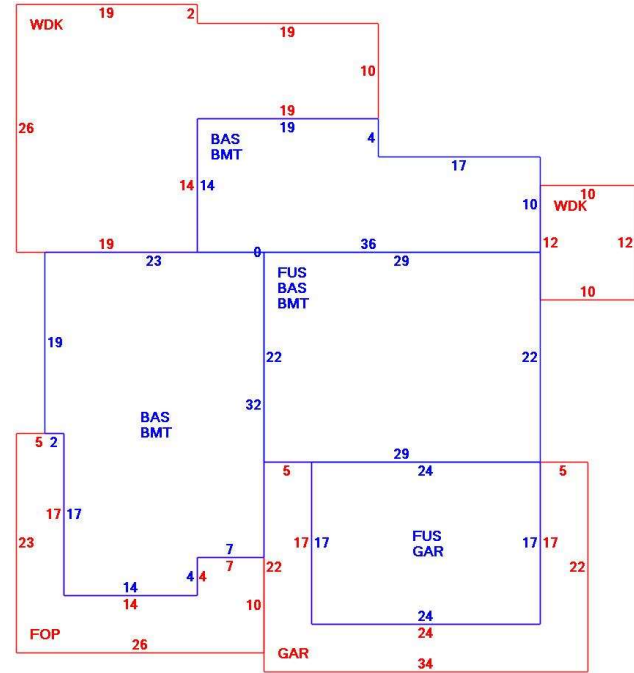 19 2
WDK 19
10
19
19
26 BAS 4
BMT 17
14 14 10 10
WDK
19 23 0 36 12 12
29
FUS
BAS
BMT 10
19 22 22
32
BAS
BMT
5 2 29
5 24 5
23 17 17 17 17 FUS 17 17 22
GAR
7
4 4 7 22
14
14 10 24
24
FOP 26 GAR
34